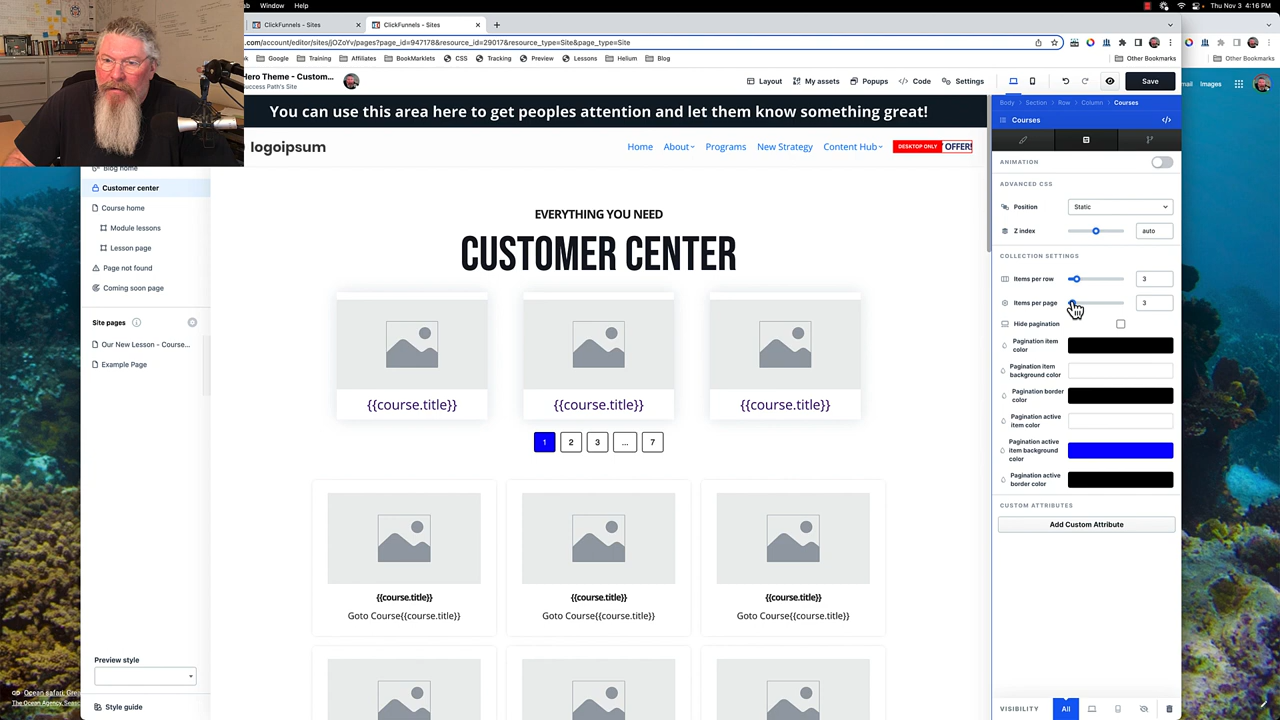 ab Window Help
Thu Nov 3 4:16 PM
ClickFunnels - Sites
ClickFunnels - Sites
.com/account/editor/sites/jOZoYv/pages?page_id=947178&resource_id=29017&resource_type=Site&page_type=Site
k Google Affiliates BookMarklets CSS Tracking Preview Lessons Helium Blog
Other Bookmarks
Other Bookmarks
Hero Theme - Custom...
Success Path's Site
Layout My assets Popups Code Settings
Save
mail Images
Body Section Row Column Courses
Courses
You can use this area here to get peoples attention and let them know something great!
logoipsum
Home About Programs New Strategy Content Hub
DESKTOP ONLY OFFER!
Blog home
Customer center
Course home
Module lessons
Lesson page
Page not found
Coming soon page
Site pages
Our New Lesson - Course...
Example Page
Preview style
Style guide
EVERYTHING YOU NEED
CUSTOMER CENTER
{{course.title}} {{course.title}} {{course.title}}
1 2 3 ... 7
{{course.title}} {{course.title}} {{course.title}}
Goto Course{{course.title}} Goto Course{{course.title}} Goto Course{{course.title}}
ANIMATION
ADVANCED CSS
Position Static
Z index auto
COLLECTION SETTINGS
Items per row 3
Items per page 3
Hide pagination
Pagination item
color
Pagination item
background color
Pagination border
color
Pagination active
item color
Pagination active
item background
color
Pagination active
border color
CUSTOM ATTRIBUTES
Add Custom Attribute
VISIBILITY All